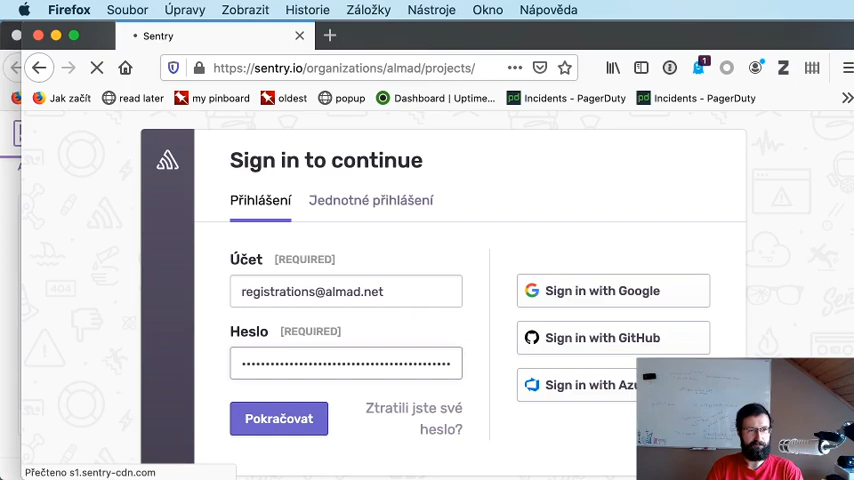 Firefox Soubor Úpravy Zobrazit Historie Záložky Nástroje Okno Nápověda
Sentry
https://sentry.io/organizations/almad/projects/
1
Jak začít read later my pinboard oldest popup Dashboard | Uptime... Incidents - PagerDuty Incidents - PagerDuty
Sign in to continue
Přihlášení Jednotné přihlášení
Účet [REQUIRED]
registrations@almad.net
Sign in with Google
Heslo [REQUIRED]
Sign in with GitHub
Sign in with Azu
Pokračovat
Ztratili jste své
heslo?
404
Přečteno s1.sentry-cdn.com